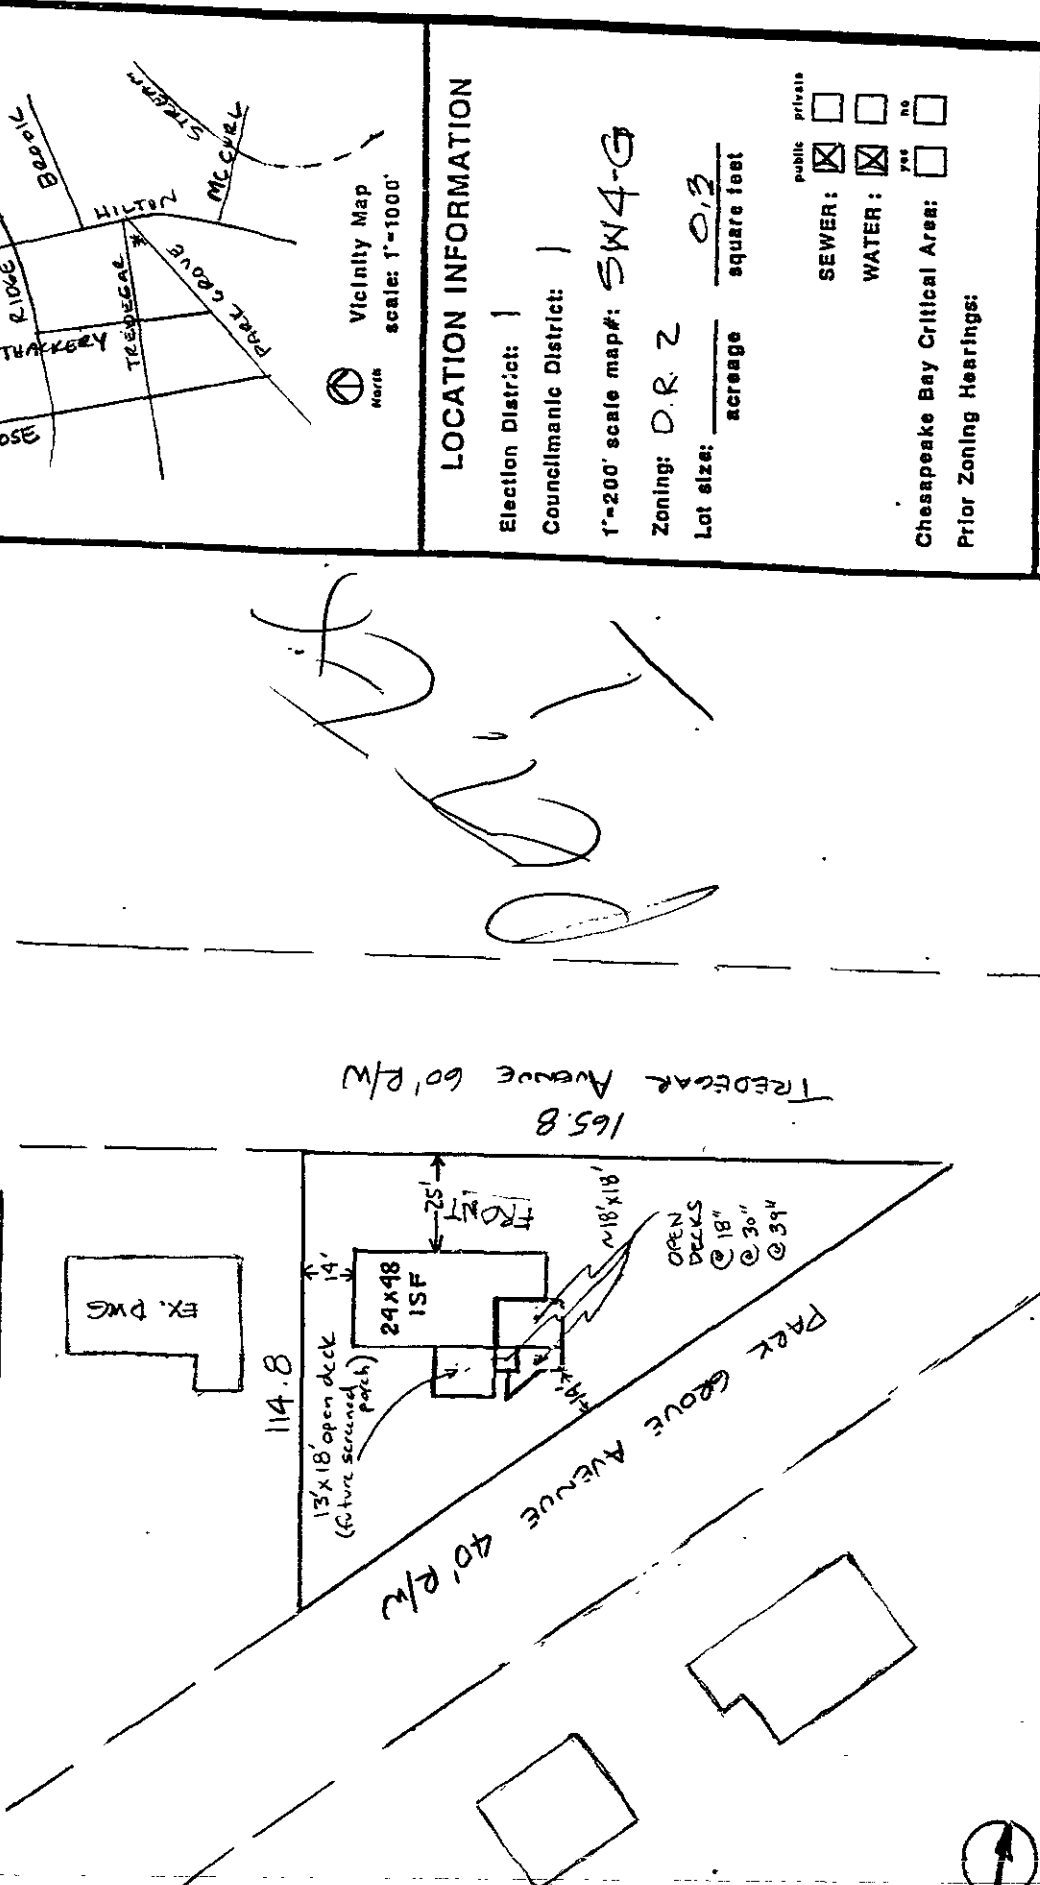 BROOK
STREAM
McCURL
HILTON
RIDGE
THACKERY
TREDEGAR
PARK GROVE
OSE
North
Vicinity Map
scale: 1"=1000'
LOCATION INFORMATION
Election District: 1
Councilmanic District: 1
1"=200' scale map#: SW4-G
Zoning: D.R. 2
Lot size: 0.3
acreage square feet
public private
SEWER:
WATER:
yes no
Chesapeake Bay Critical Area:
Prior Zoning Hearings:
TREDEGAR AVENUE 60' R/W
165.8
25'
FRONT
14'
24x48
1SF
EX. DWG
114.8
13'x18' open deck
(future screened
porch)
~18'x18'
OPEN
DECKS
@ 18"
@ 30"
@ 39"
PARK GROVE AVENUE 40' R/W